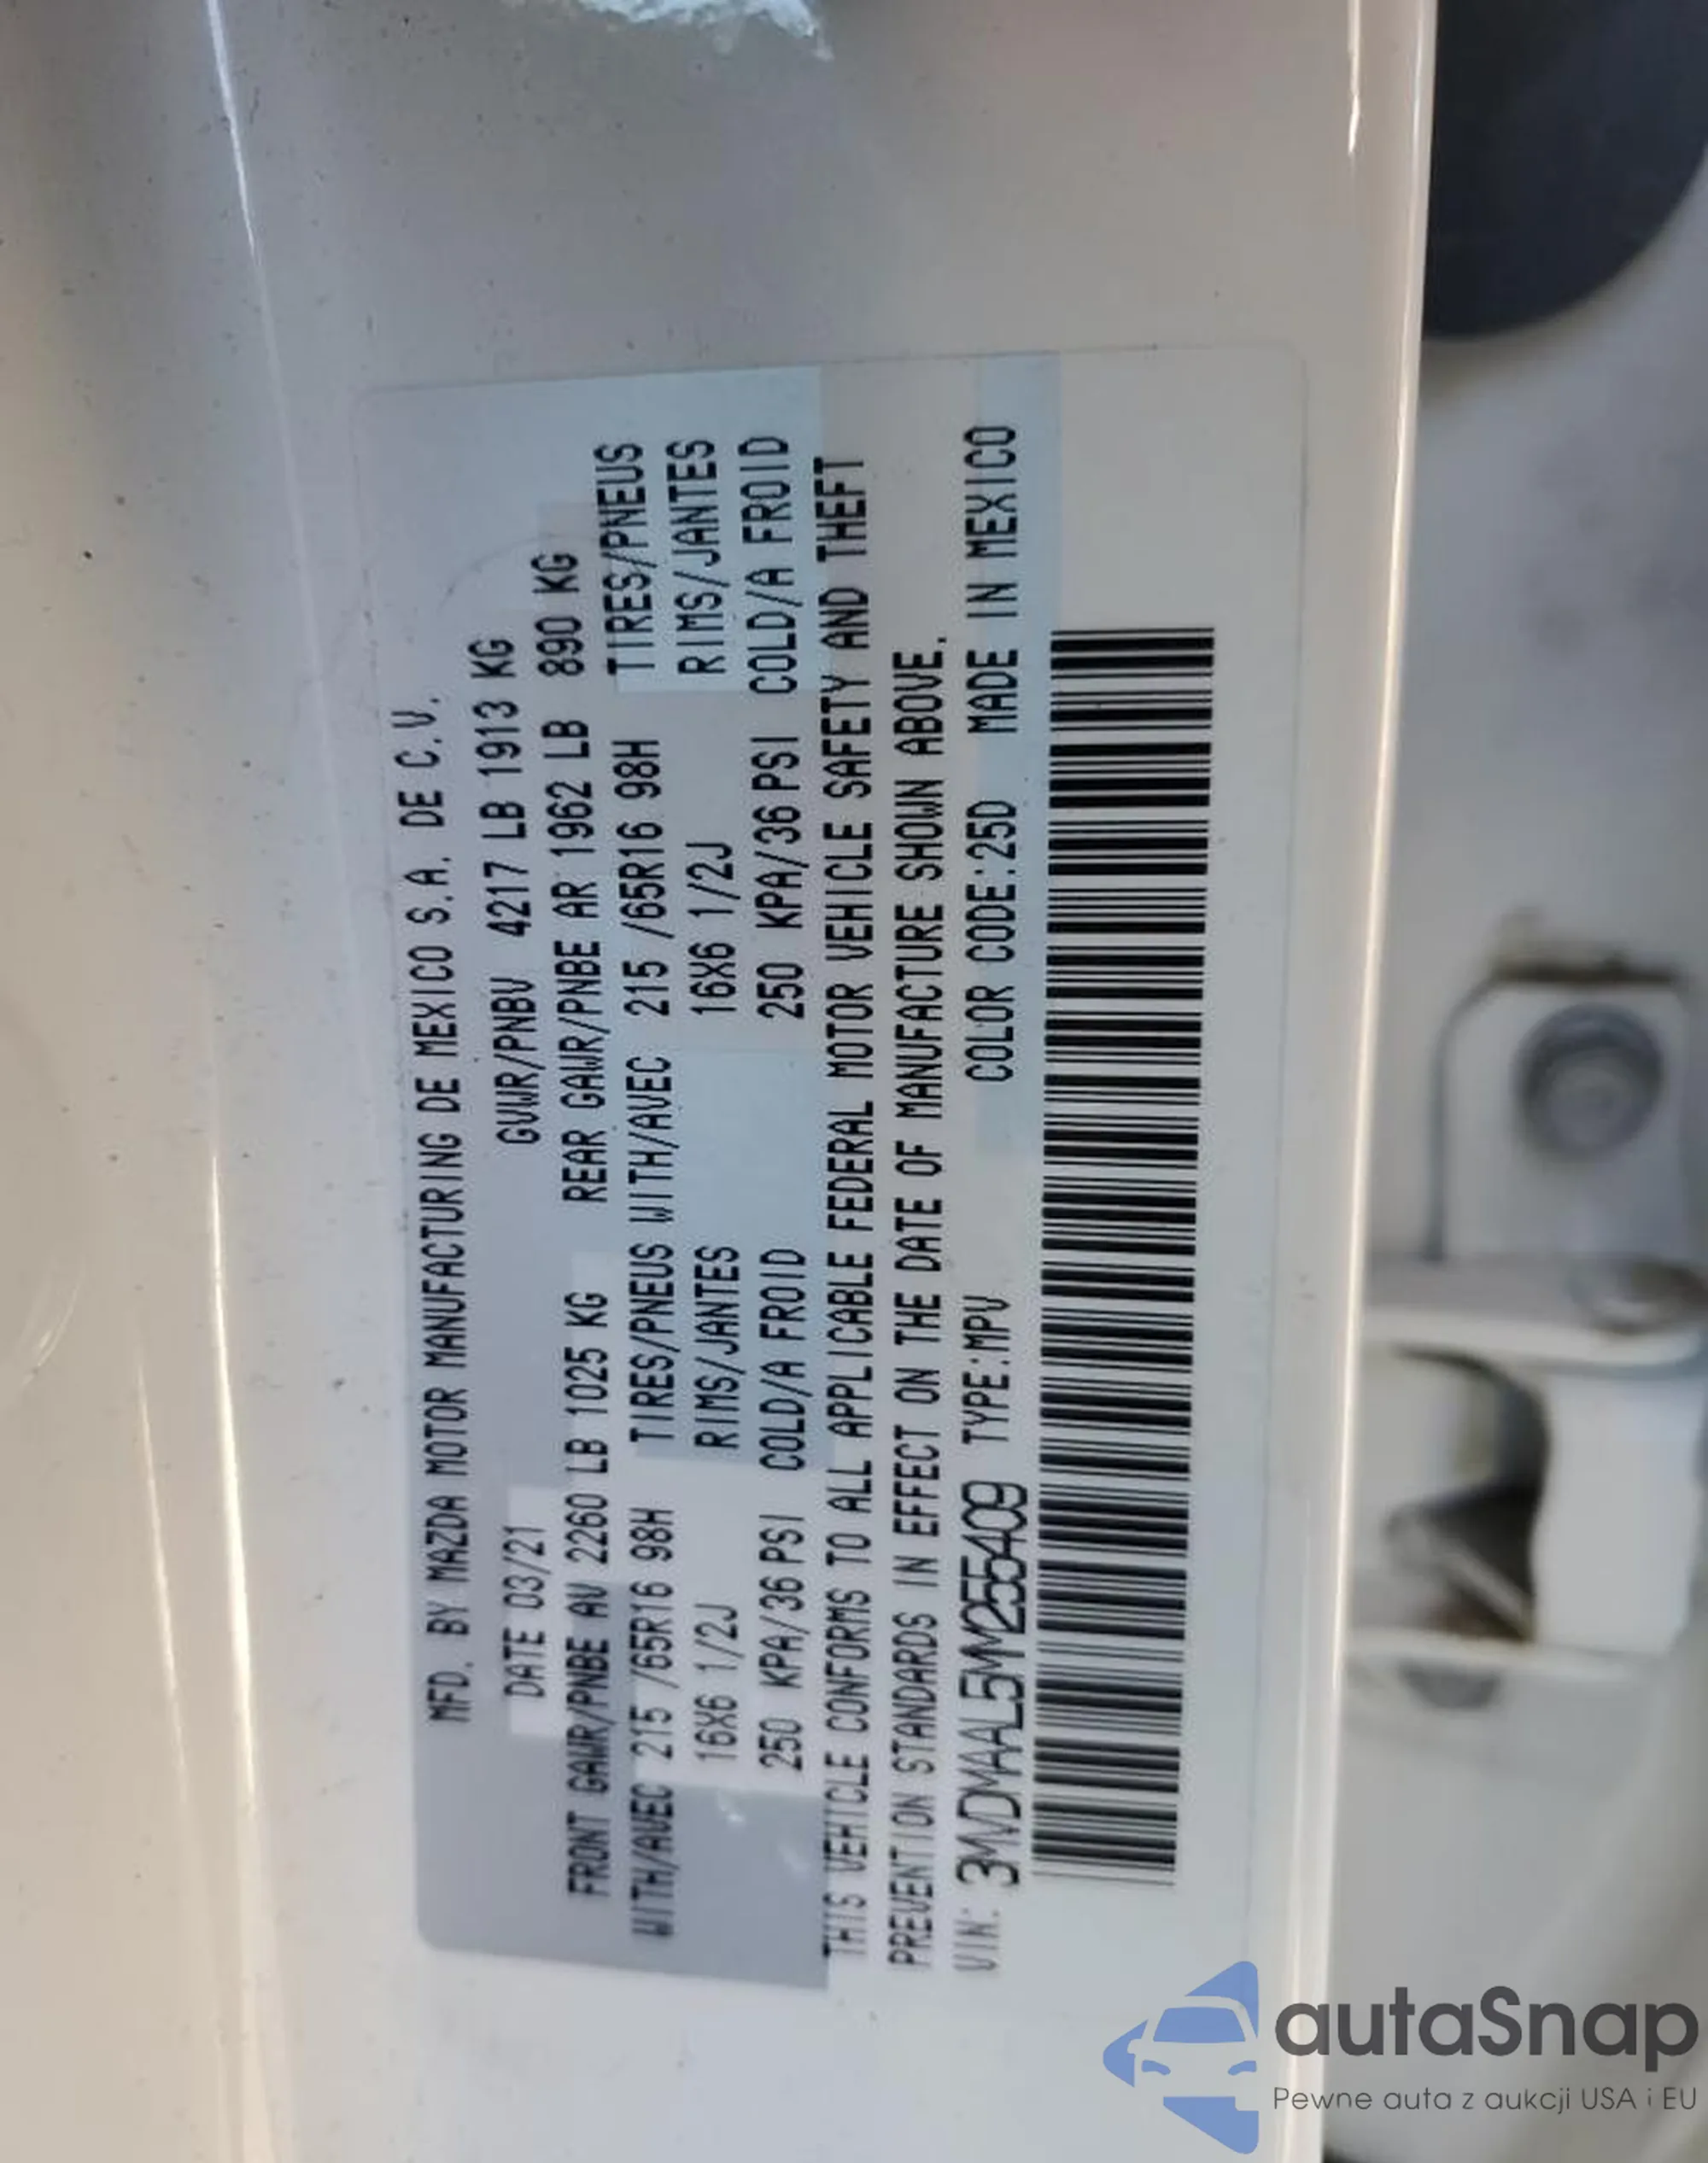 MFD. BY MAZDA MOTOR MANUFACTURING DE MEXICO S.A. DE C.V.
DATE 03/21 GVWR/PNBV 4217 LB 1913 KG
FRONT GAWR/PNBE AV 2260 LB 1025 KG REAR GAWR/PNBE AR 1962 LB 890 KG
WITH/AVEC 215 /65R16 98H TIRES/PNEUS WITH/AVEC 215 /65R16 98H TIRES/PNEUS
16X6 1/2J RIMS/JANTES 16X6 1/2J RIMS/JANTES
250 KPA/36 PSI COLD/A FROID 250 KPA/36 PSI COLD/A FROID
THIS VEHICLE CONFORMS TO ALL APPLICABLE FEDERAL MOTOR VEHICLE SAFETY AND THEFT
PREVENTION STANDARDS IN EFFECT ON THE DATE OF MANUFACTURE SHOWN ABOVE.
VIN: 3MVDMAAL5MM255409 TYPE:MPV COLOR CODE:25D MADE IN MEXICO
autaSnap
Pewne auta z aukcji USA i EU